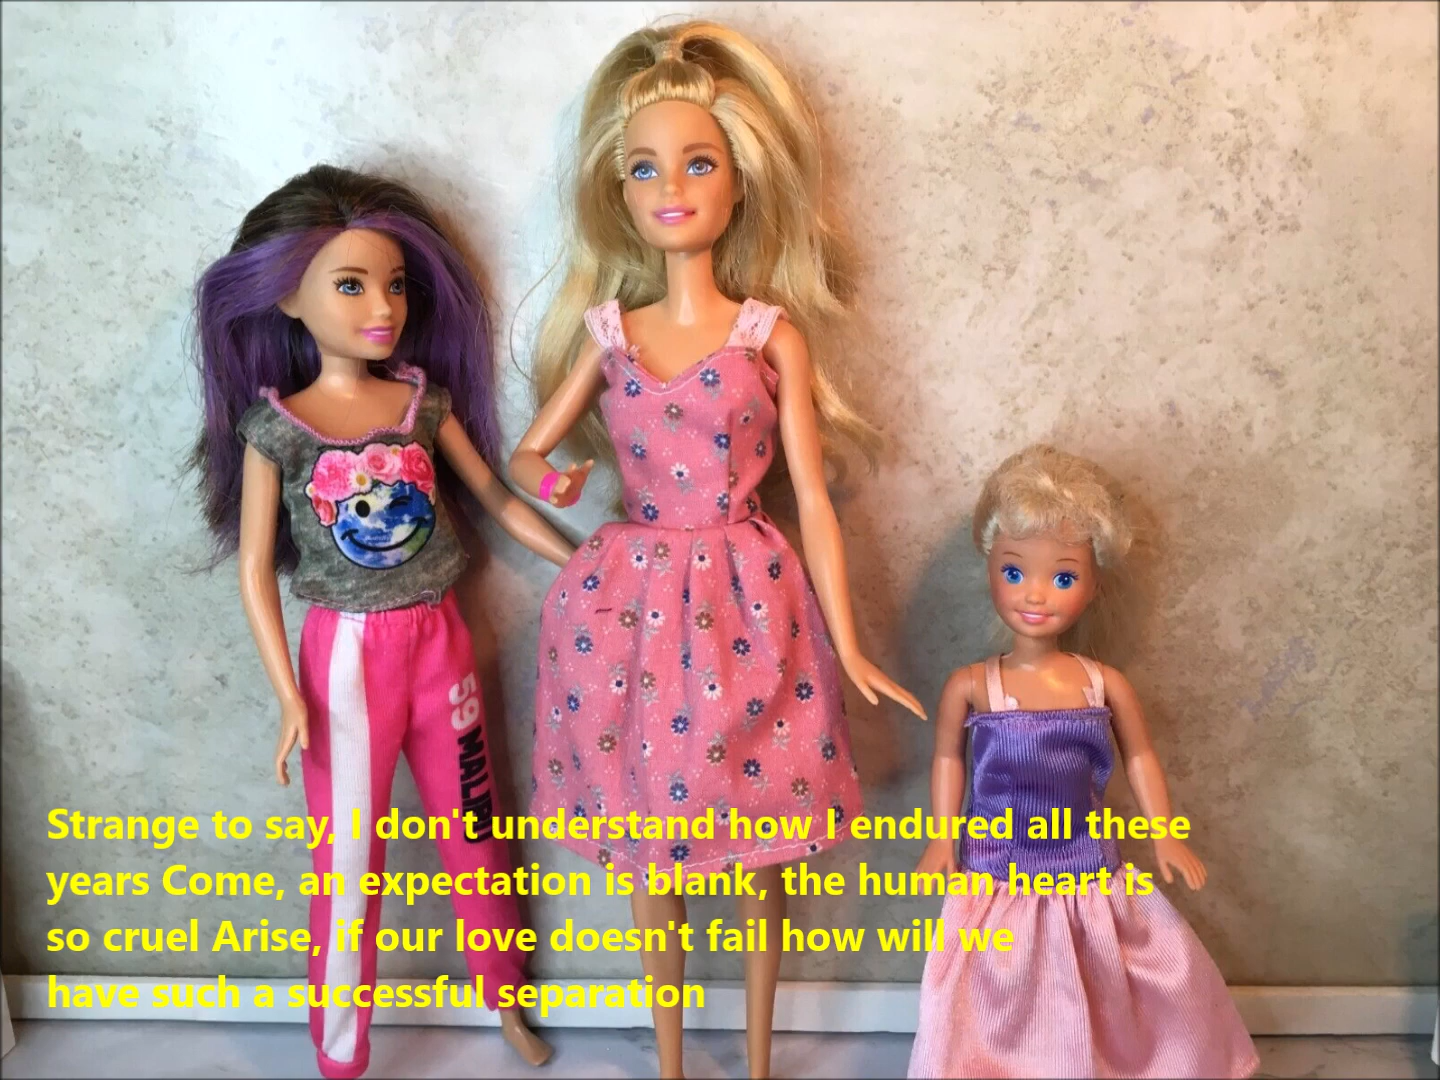 59 MALIBU
Strange to say, I don't understand how I endured all these
years Come, an expectation is blank, the human heart is
so cruel Arise, if our love doesn't fail how will we
have such a successful separation